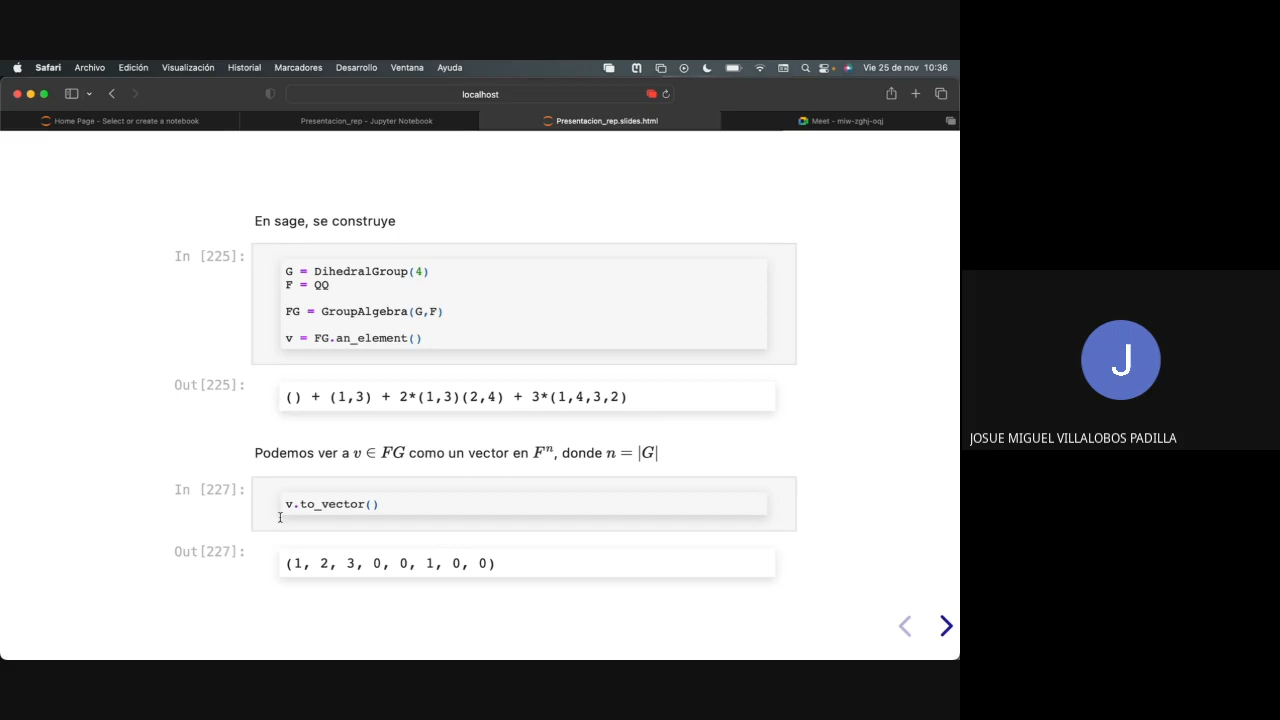 Safari Archivo Edición Visualización Historial Marcadores Desarrollo Ventana Ayuda Vie 25 de nov 10:36
localhost
Home Page - Select or create a notebook Presentacion_rep - Jupyter Notebook Presentacion_rep.slides.html Meet - miw-zghj-oqj
En sage, se construye
In [225]:
G = DihedralGroup(4)
F = QQ
FG = GroupAlgebra(G,F)
v = FG.an_element()
Out[225]:
() + (1,3) + 2*(1,3)(2,4) + 3*(1,4,3,2)
Podemos ver a v ∈ FG como un vector en Fⁿ, donde n = |G|
In [227]:
v.to_vector()
Out[227]:
(1, 2, 3, 0, 0, 1, 0, 0)
J
JOSUE MIGUEL VILLALOBOS PADILLA